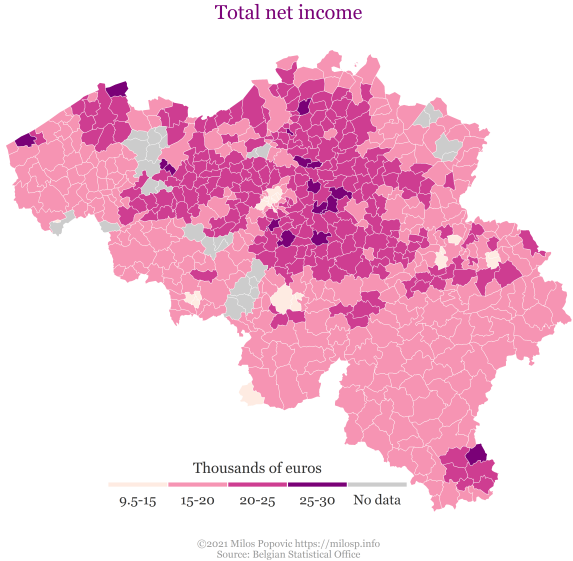 Total net income
Thousands of euros
9.5-15 15-20 20-25 25-30 No data
©2021 Milos Popovic https://milosp.info
Source: Belgian Statistical Office